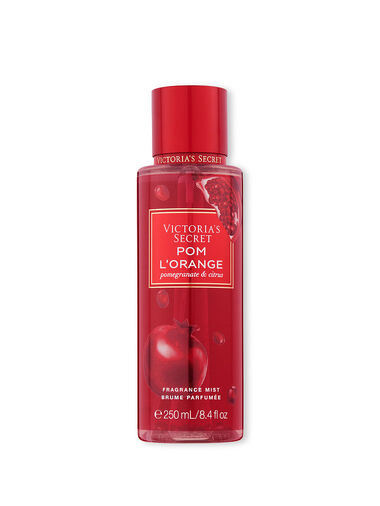 VICTORIA'S SECRET
VICTORIA'S
SECRET
POM
L'ORANGE
pomegranate & citrus
FRAGRANCE MIST
BRUME PARFUMÉE
℮ 250 mL/8.4 fl oz